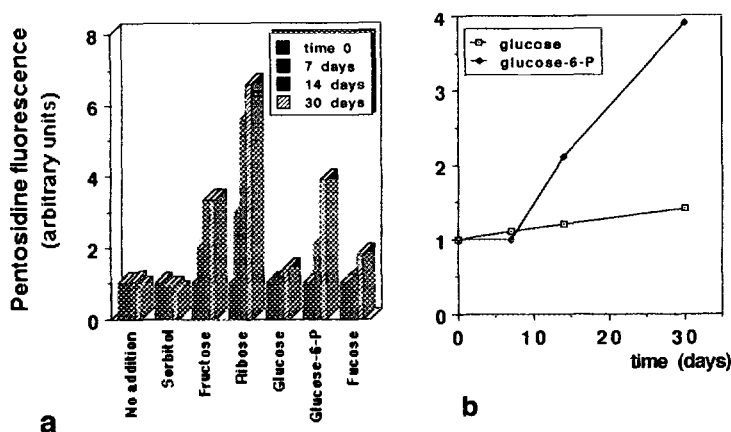 Pentosidine fluorescence
(arbitrary units)
8
6
4
2
0
time 0
7 days
14 days
30 days
No addition
Sorbitol
Fructose
Ribose
Glucose
Glucose-6-P
Fucose
a
4
3
2
1
0
glucose
glucose-6-P
0
10
20
30
time (days)
b